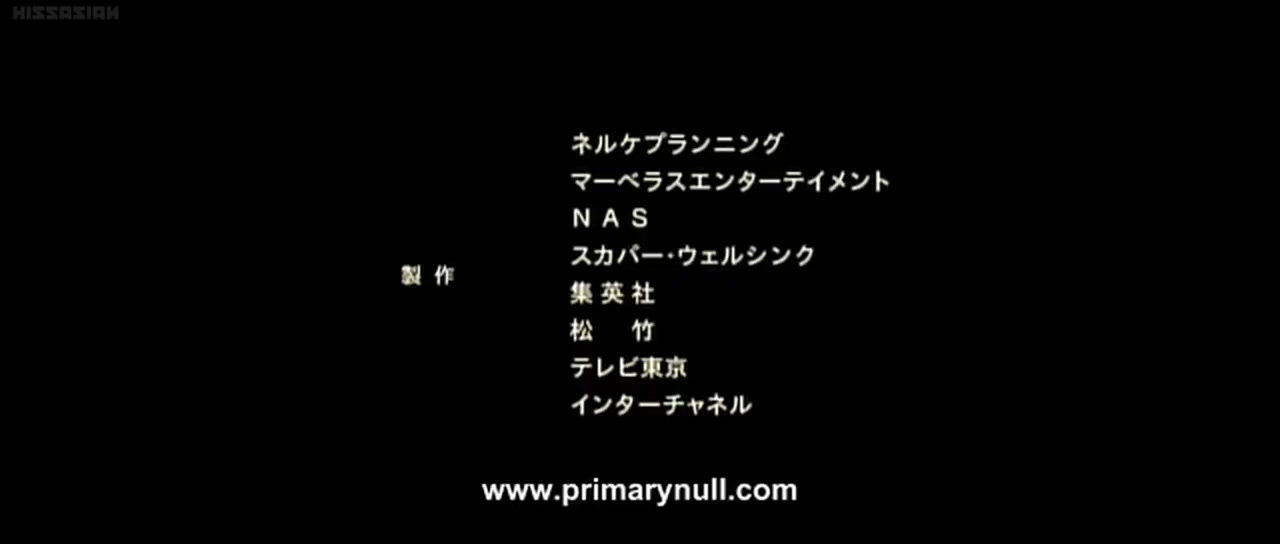 HISSASIAN
ネルケプランニング
マーベラスエンターテイメント
NAS
スカパー・ウェルシンク
製作
集英社
松 竹
テレビ東京
インターチャネル
www.primarynull.com